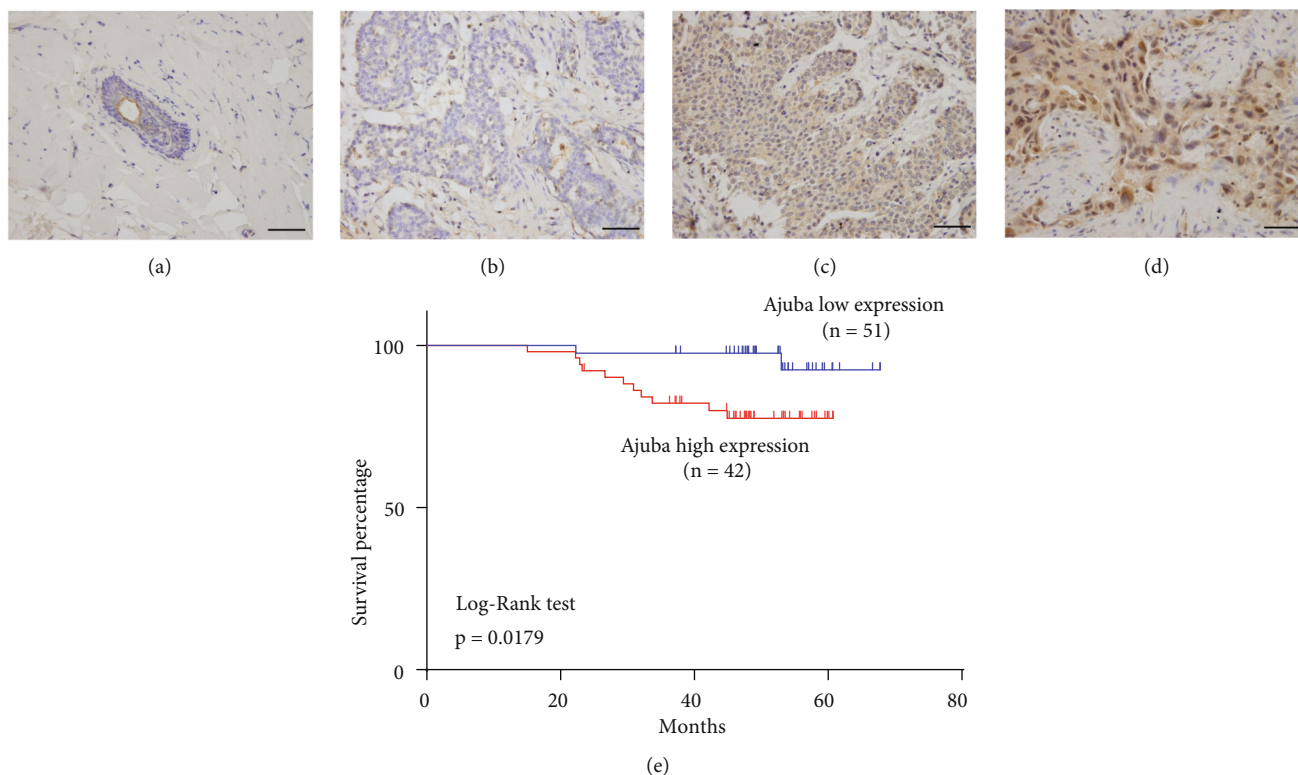 (a)
(b)
(c)
(d)
Ajuba low expression
(n = 51)
100
Ajuba high expression
(n = 42)
50
Survival percentage
Log-Rank test
p = 0.0179
0
0
20
40
60
80
Months
(e)